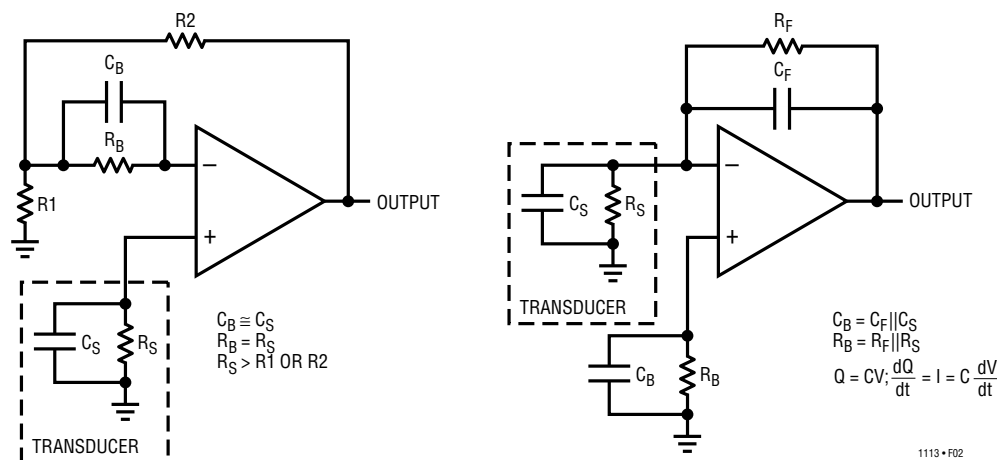 R2
C_B
R_B
−
R1
+
OUTPUT
C_S
R_S
TRANSDUCER
C_B ≅ C_S
R_B = R_S
R_S > R1 OR R2
R_F
C_F
−
C_S
R_S
OUTPUT
+
TRANSDUCER
C_B
R_B
C_B = C_F||C_S
R_B = R_F||R_S
Q = CV; dQ/dt = I = C dV/dt
1113 • F02